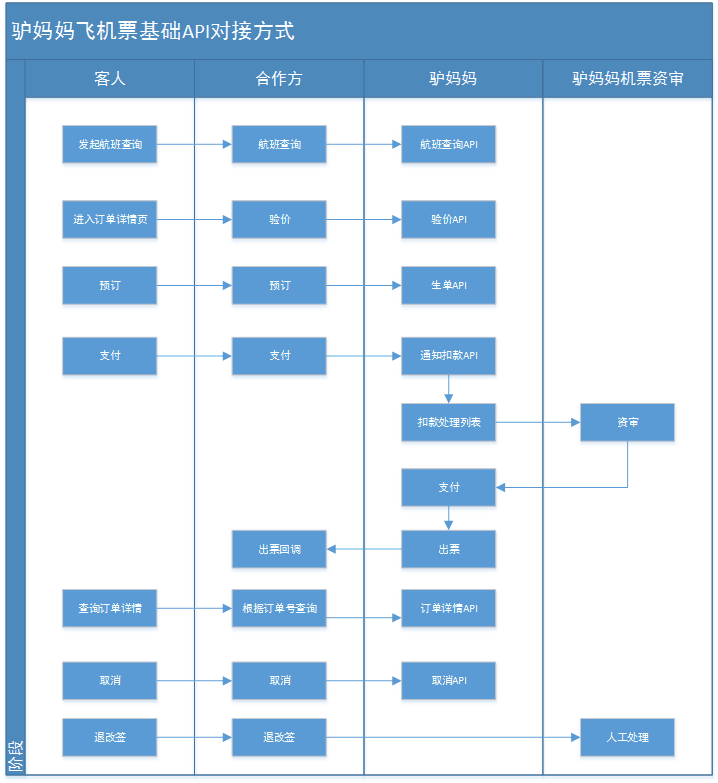 驴妈妈飞机票基础API对接方式
客人
合作方
驴妈妈
驴妈妈机票资审
发起航班查询
航班查询
航班查询API
进入订单详情页
验价
验价API
预订
预订
生单API
支付
支付
通知扣款API
扣款处理列表
资审
支付
出票回调
出票
查询订单详情
根据订单号查询
订单详情API
取消
取消
取消API
退改签
退改签
人工处理
阶段